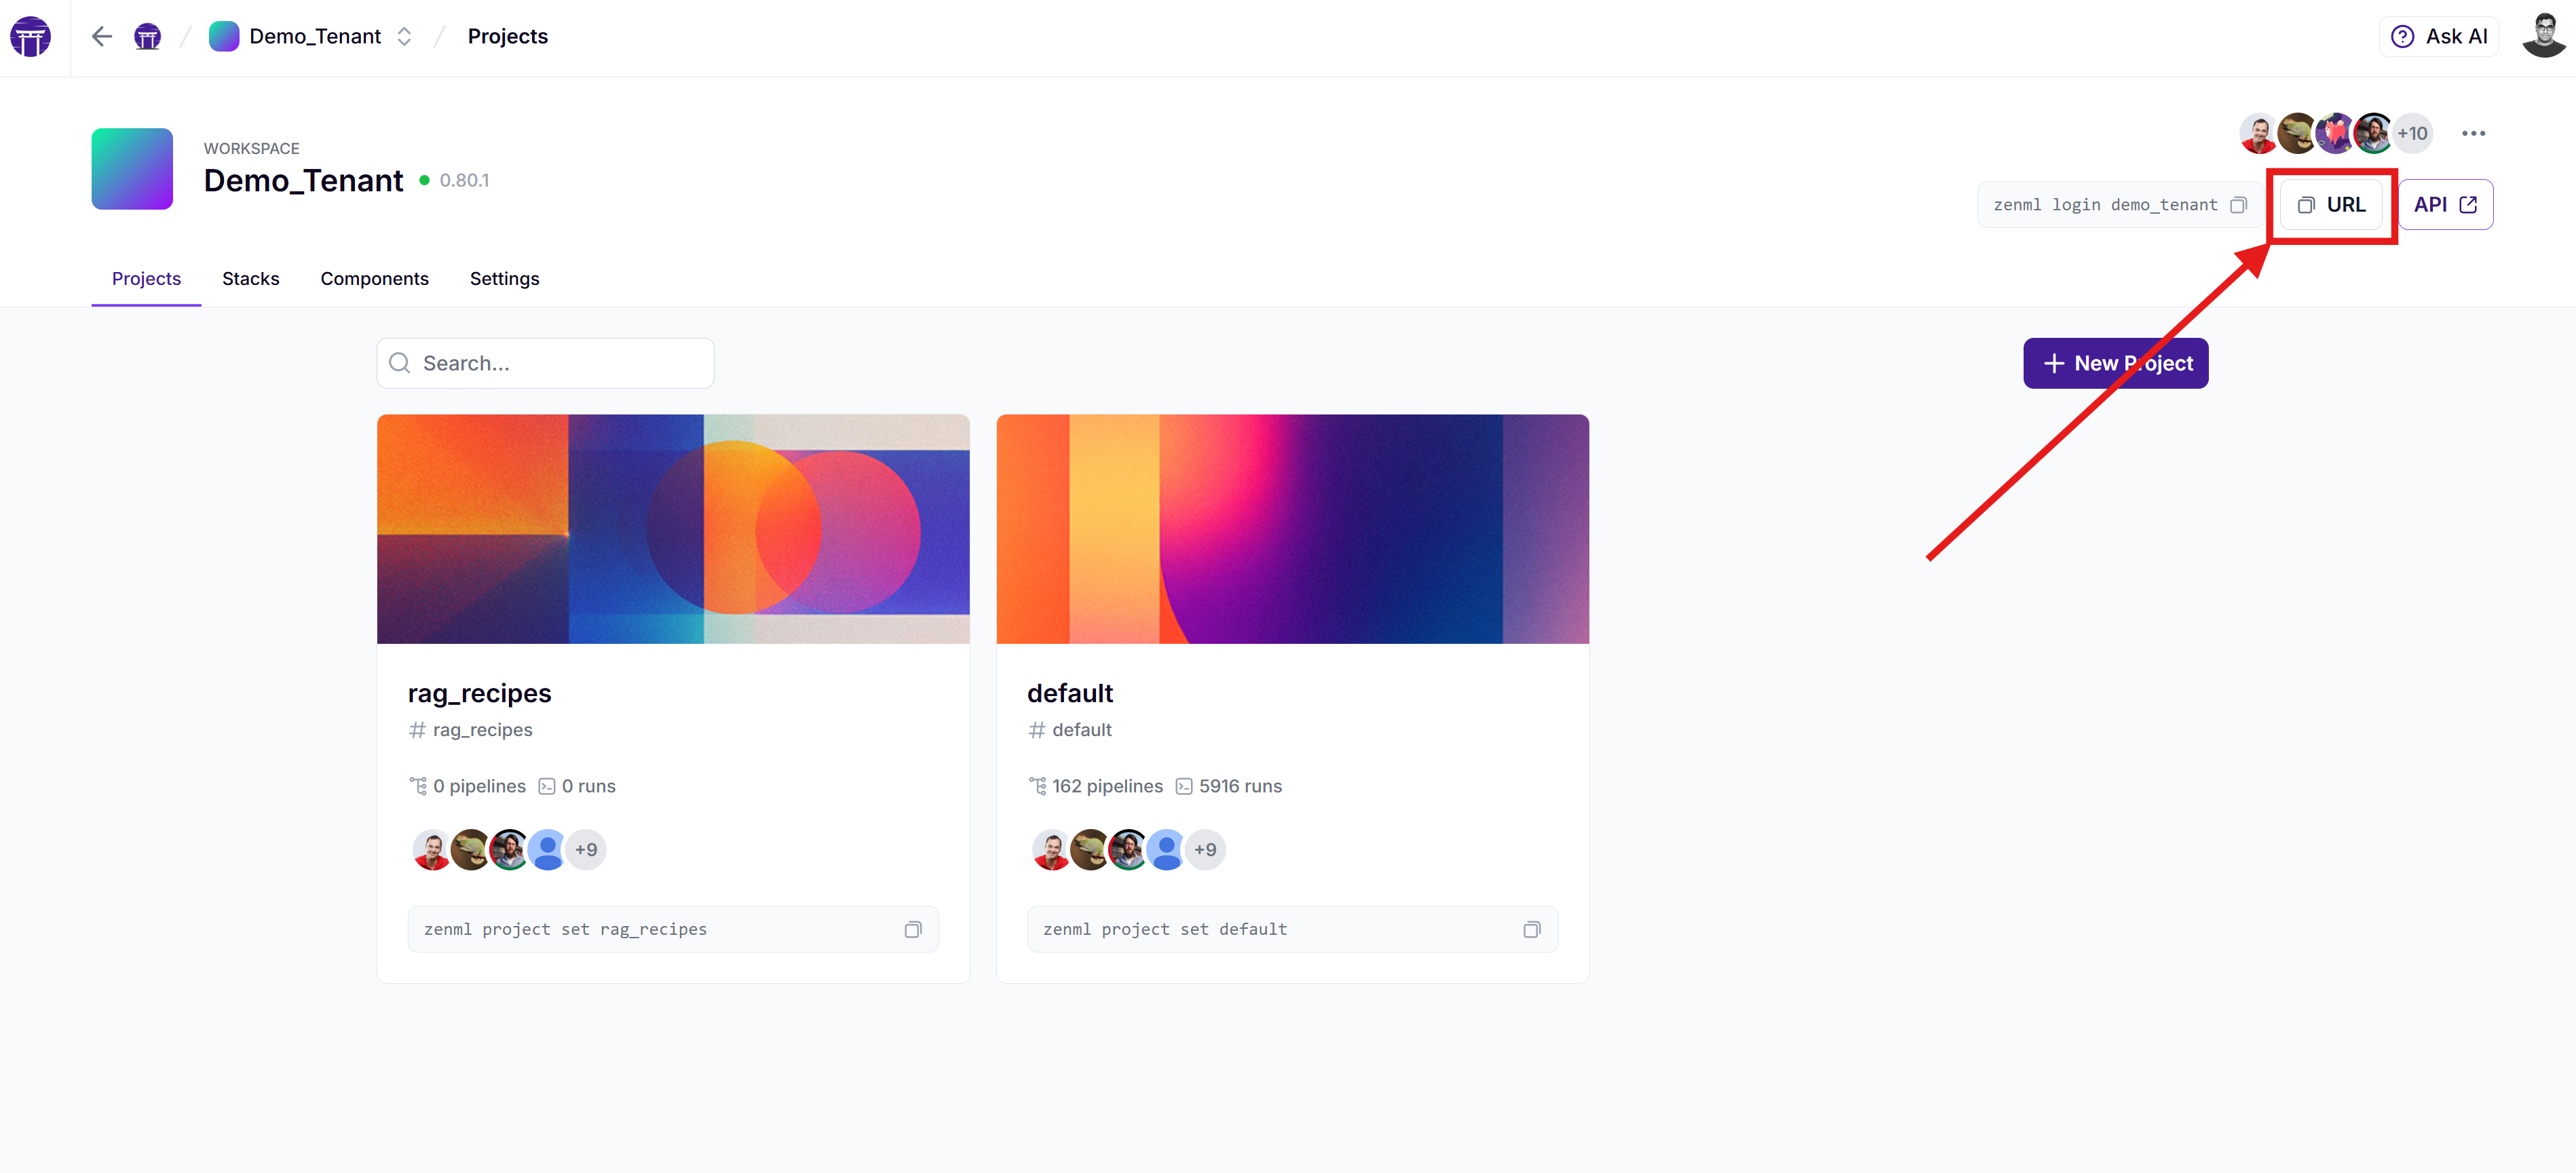 Demo_Tenant
Projects
Ask AI
WORKSPACE
Demo_Tenant
0.80.1
+10
zenml login demo_tenant
URL
API
Projects
Stacks
Components
Settings
Search...
New Project
rag_recipes
# rag_recipes
0 pipelines
0 runs
+9
zenml project set rag_recipes
default
# default
162 pipelines
5916 runs
+9
zenml project set default